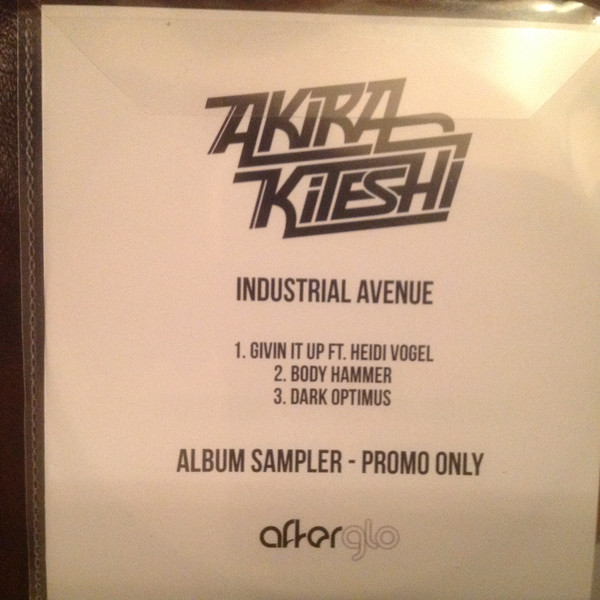 AKIRA
KITESHI
INDUSTRIAL AVENUE
1. GIVIN IT UP FT. HEIDI VOGEL
2. BODY HAMMER
3. DARK OPTIMUS
ALBUM SAMPLER - PROMO ONLY
afterglo